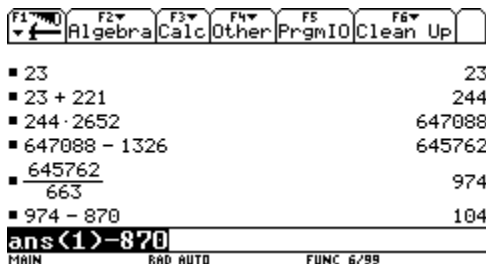 F1 F2 Algebra F3 Calc F4 Other F5 PrgmIO F6 Clean Up
23 23
23 + 221 244
244·2652 647088
647088 − 1326 645762
645762
663 974
974 − 870 104
ans(1)-870
MAIN RAD AUTO FUNC 6/99